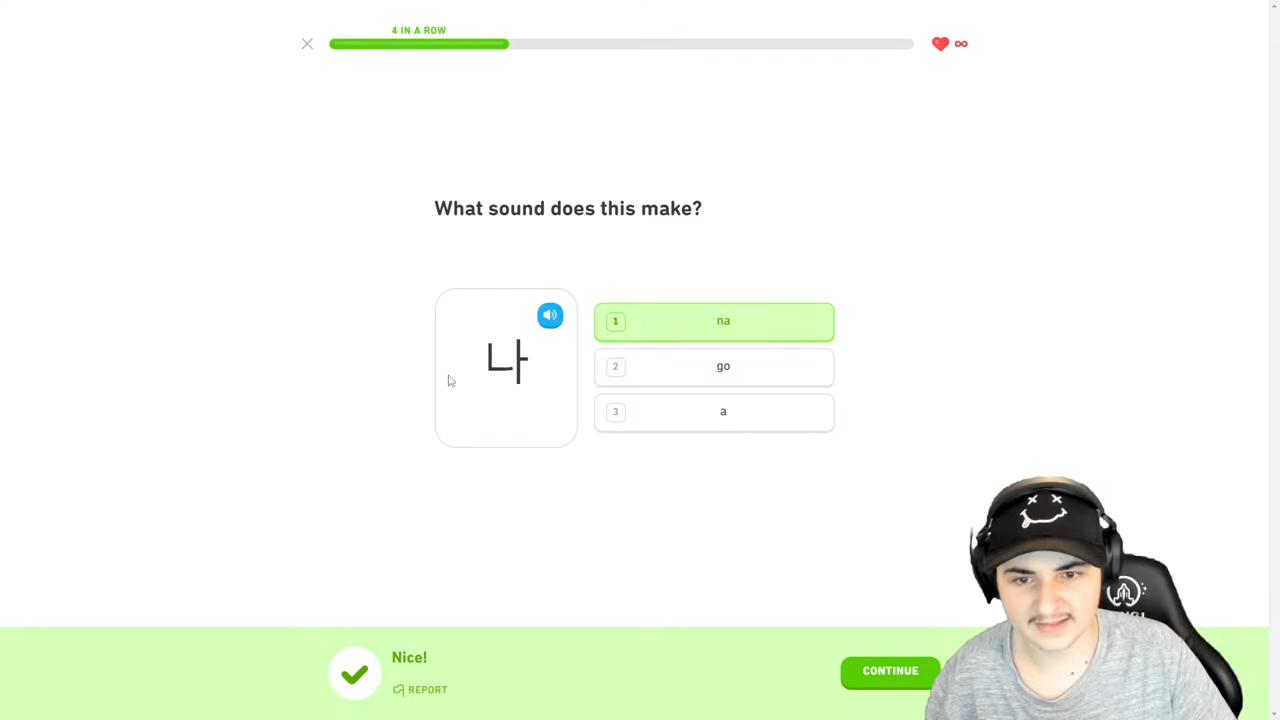 4 IN A ROW
∞
What sound does this make?
나
1 na
2 go
3 a
Nice!
REPORT
CONTINUE